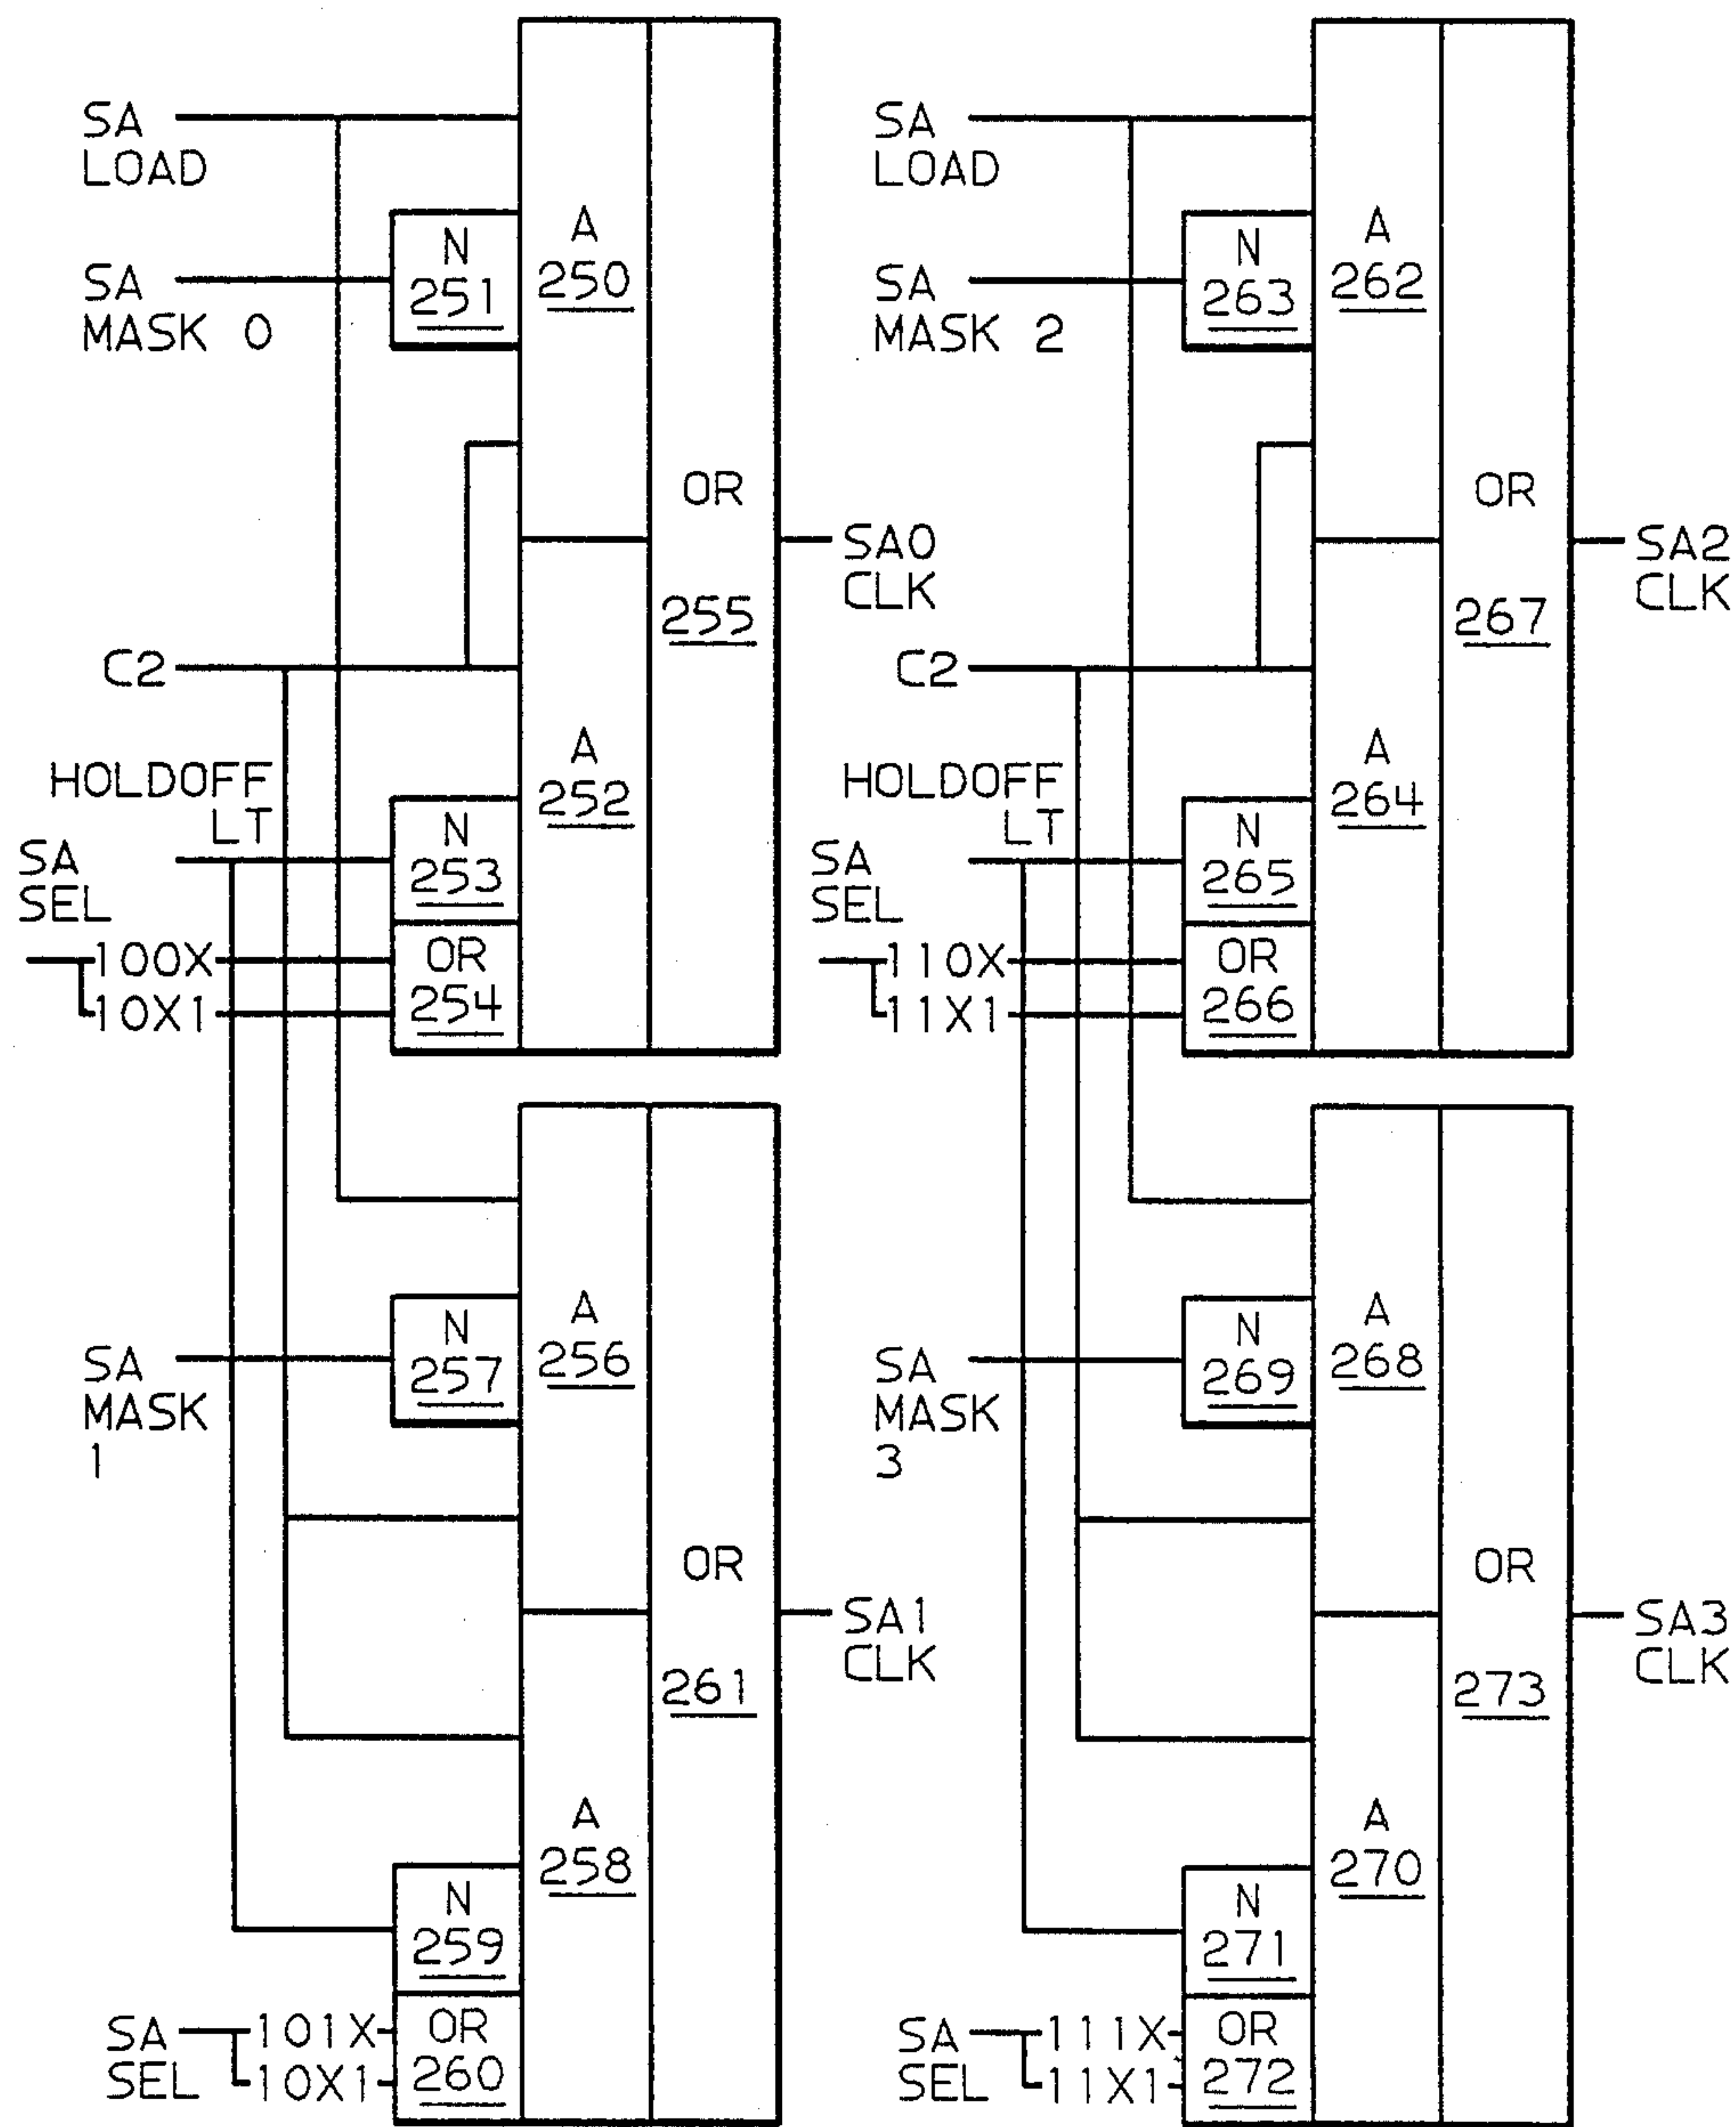 SA
LOAD
N
251
A
250
SA
MASK 0
OR
255
SA0
CLK
C2
A
252
HOLDOFF
LT
N
253
SA
SEL
100X
10X1
OR
254
A
256
N
257
SA
MASK
1
OR
261
SA1
CLK
A
258
N
259
SA
SEL
101X
10X1
OR
260
SA
LOAD
N
263
A
262
SA
MASK 2
OR
267
SA2
CLK
C2
A
264
HOLDOFF
LT
N
265
SA
SEL
110X
11X1
OR
266
A
268
N
269
SA
MASK
3
OR
273
SA3
CLK
A
270
N
271
SA
SEL
111X
11X1
OR
272